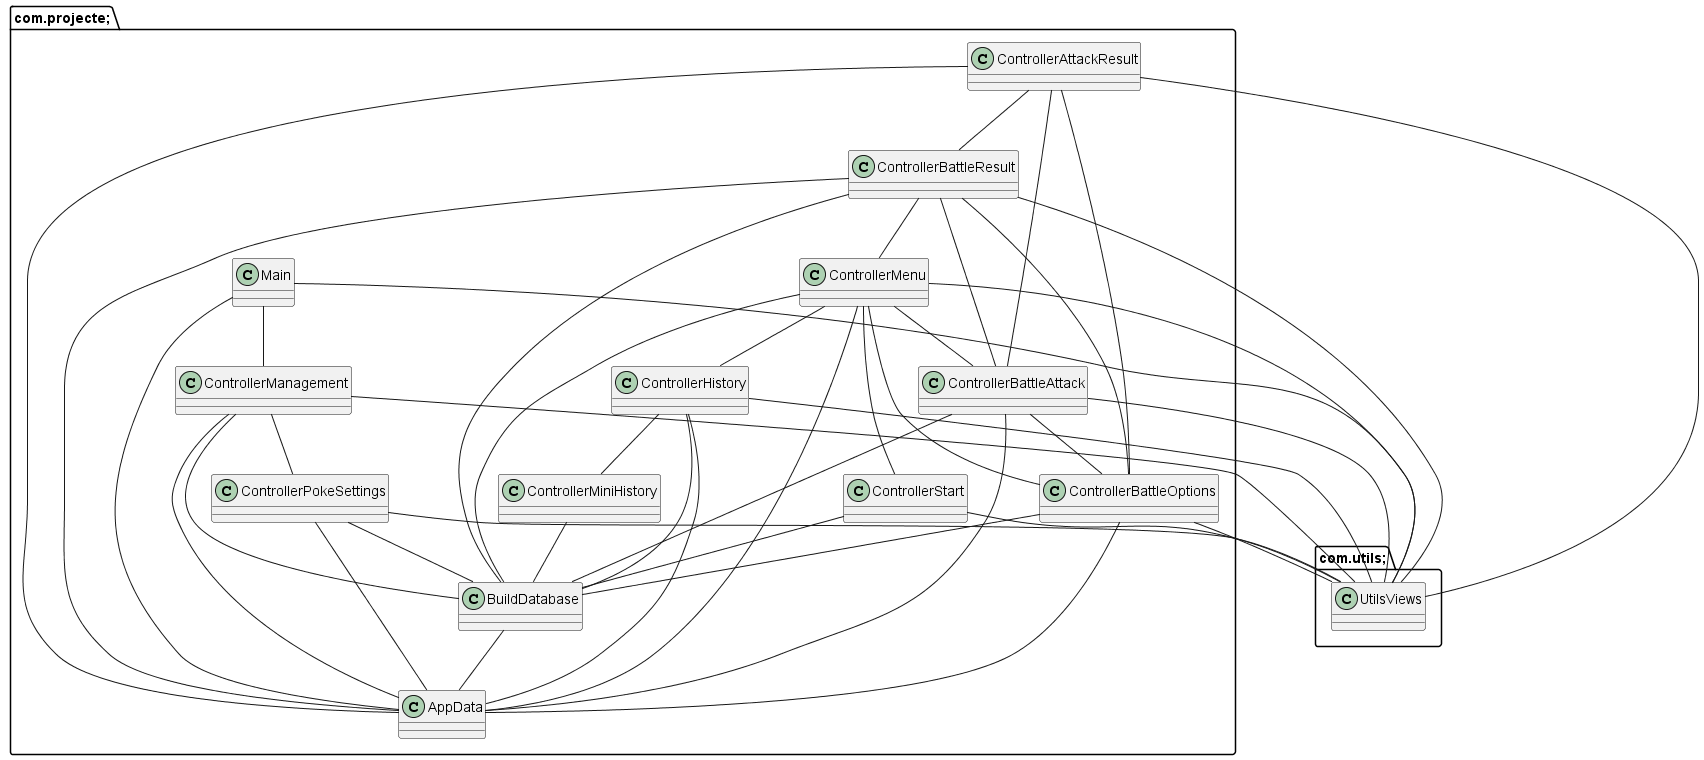 com.projecte;
C ControllerAttackResult
C ControllerBattleResult
C Main
C ControllerMenu
C ControllerManagement
C ControllerHistory
C ControllerBattleAttack
C ControllerPokeSettings
C ControllerMiniHistory
C ControllerStart
C ControllerBattleOptions
com.utils;
C BuildDatabase
C UtilsViews
C AppData